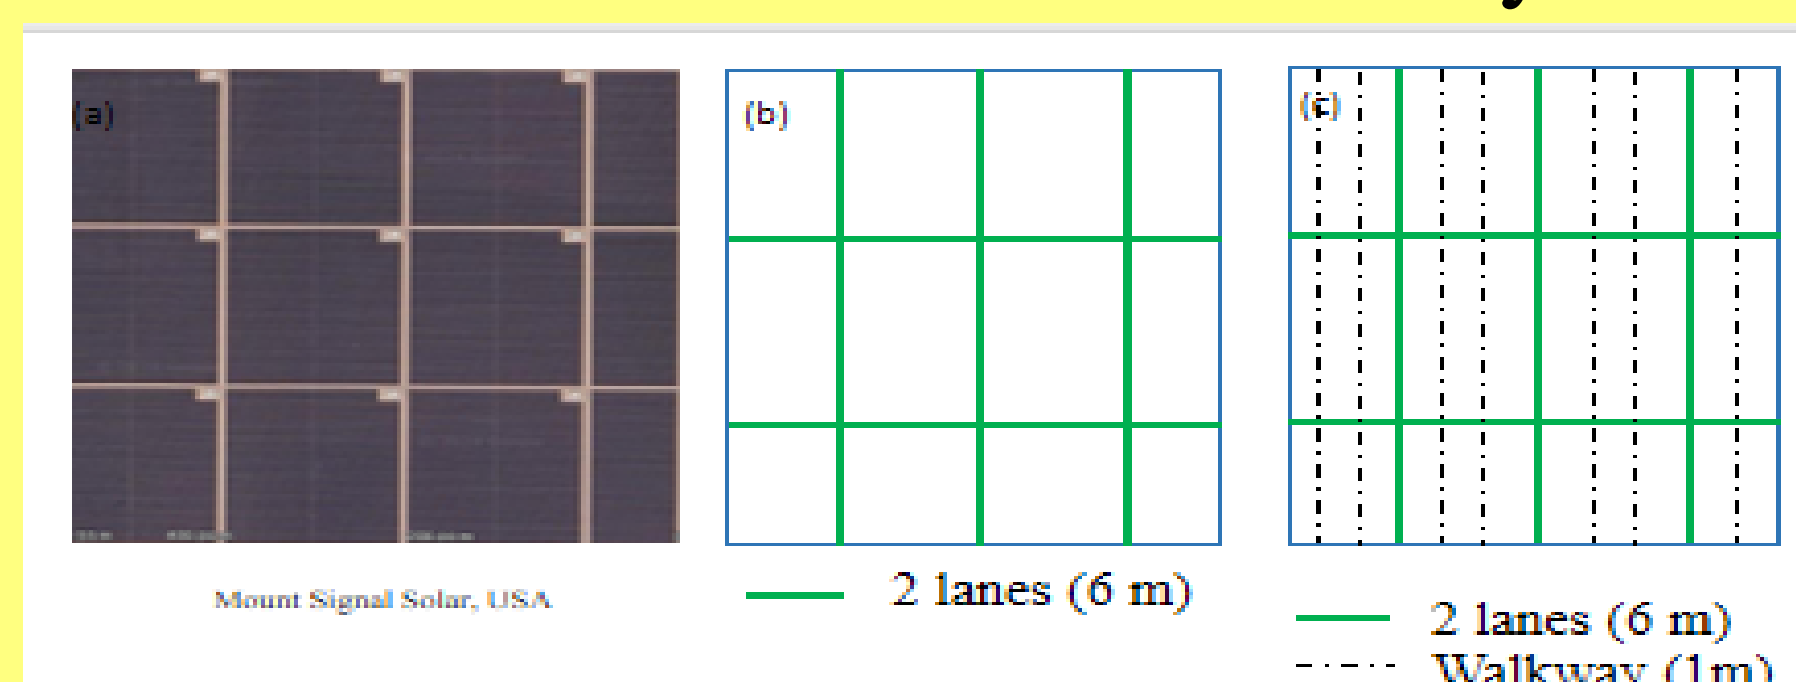 (a)
(b)
(c)
Mount Signal Solar, USA
2 lanes (6 m)
2 lanes (6 m)
Walkway (1m)